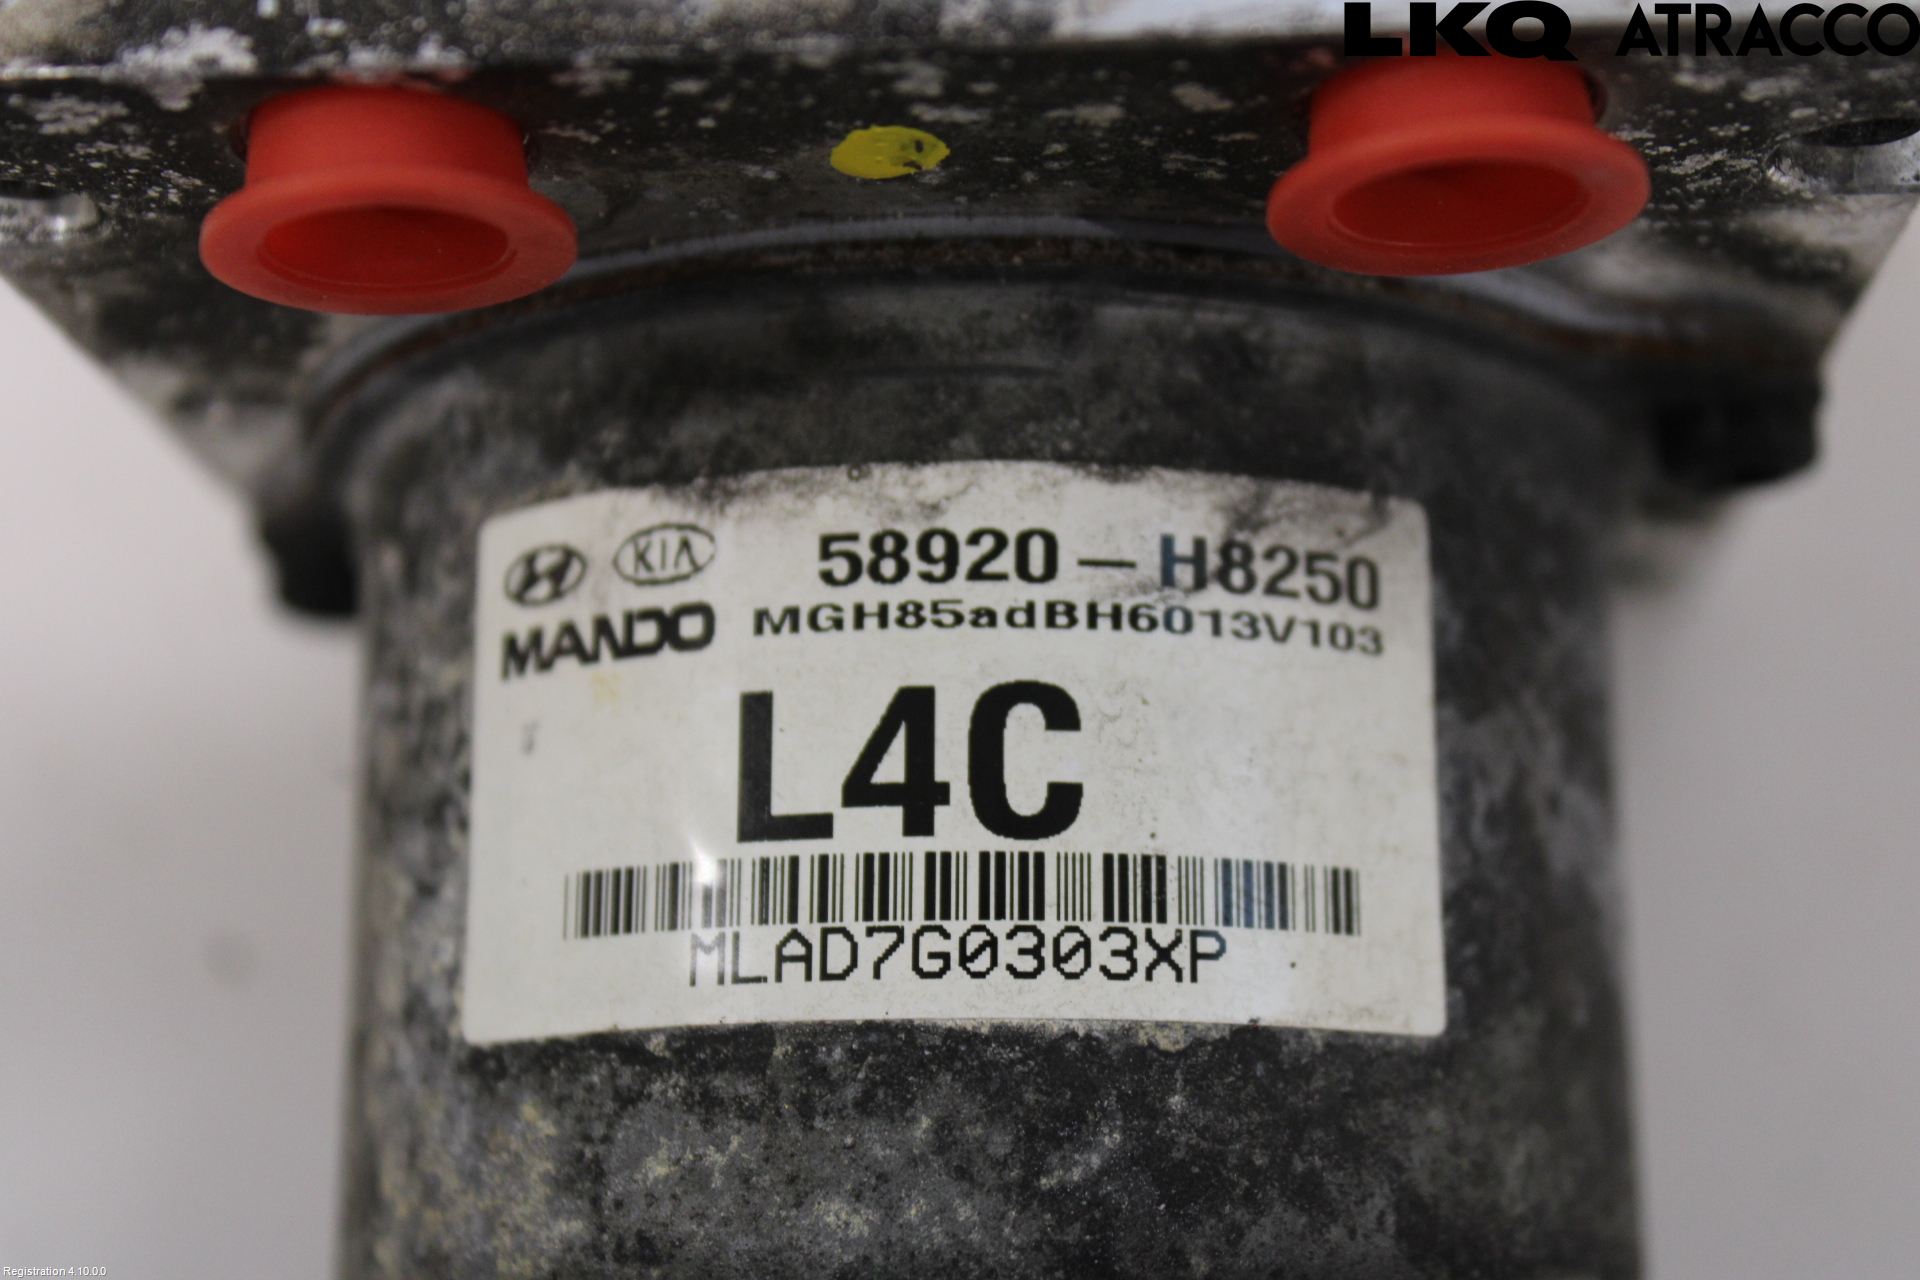 LKQ ATRACCO
KIA 58920-H8250
MANDO MGH85adBH6013V103
L4C
MLAD7G0303XP
Registration 4.10.0.0